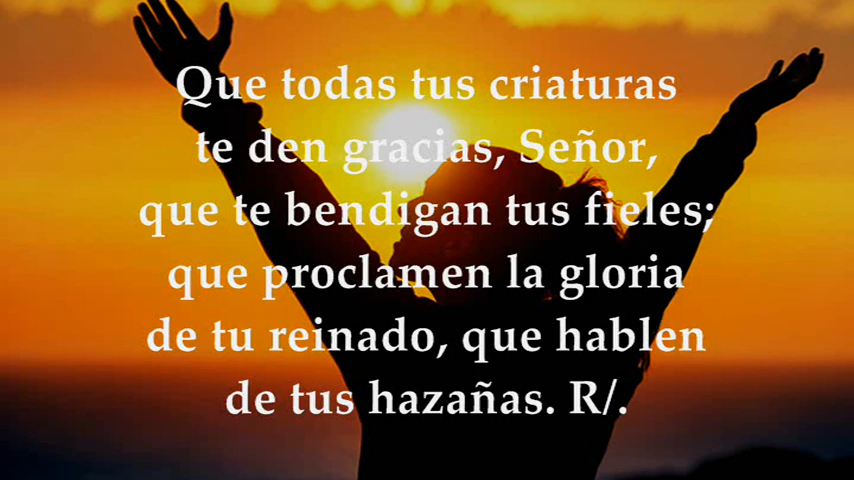 Que todas tus criaturas
te den gracias, Señor,
que te bendigan tus fieles;
que proclamen la gloria
de tu reinado, que hablen
de tus hazañas. R/.